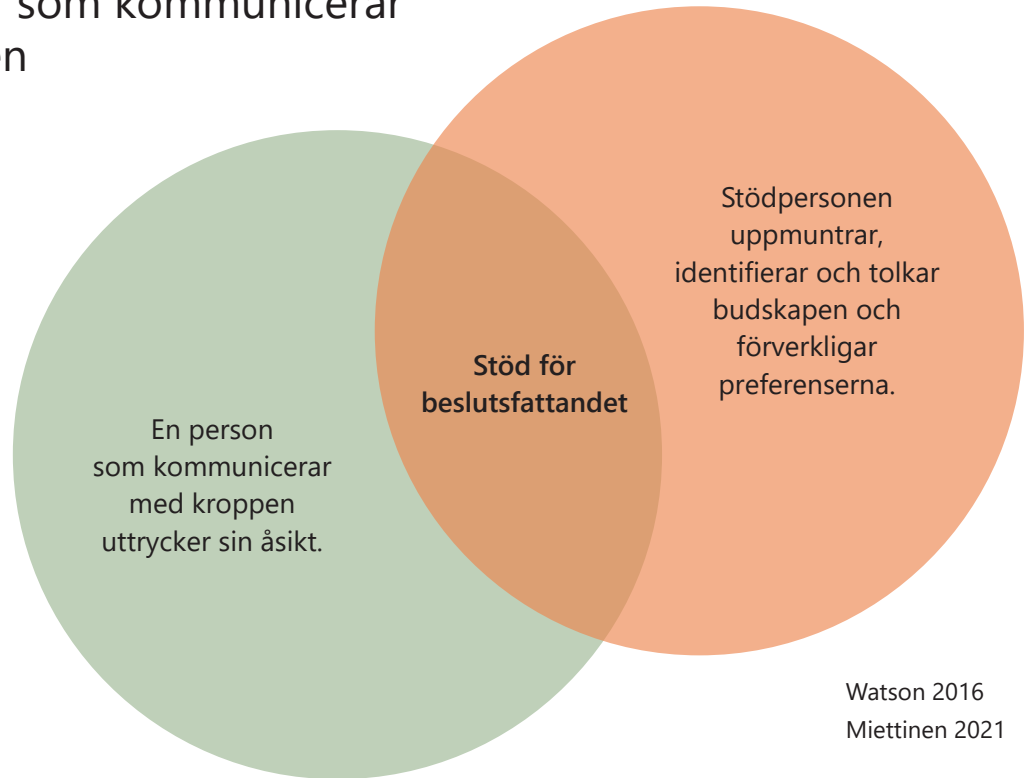 som kommunicerar
en
Stödpersonen
uppmuntrar,
identifierar och tolkar
budskapen och
förverkligar
preferenserna.
Stöd för
beslutsfattandet
En person
som kommunicerar
med kroppen
uttrycker sin åsikt.
Watson 2016
Miettinen 2021